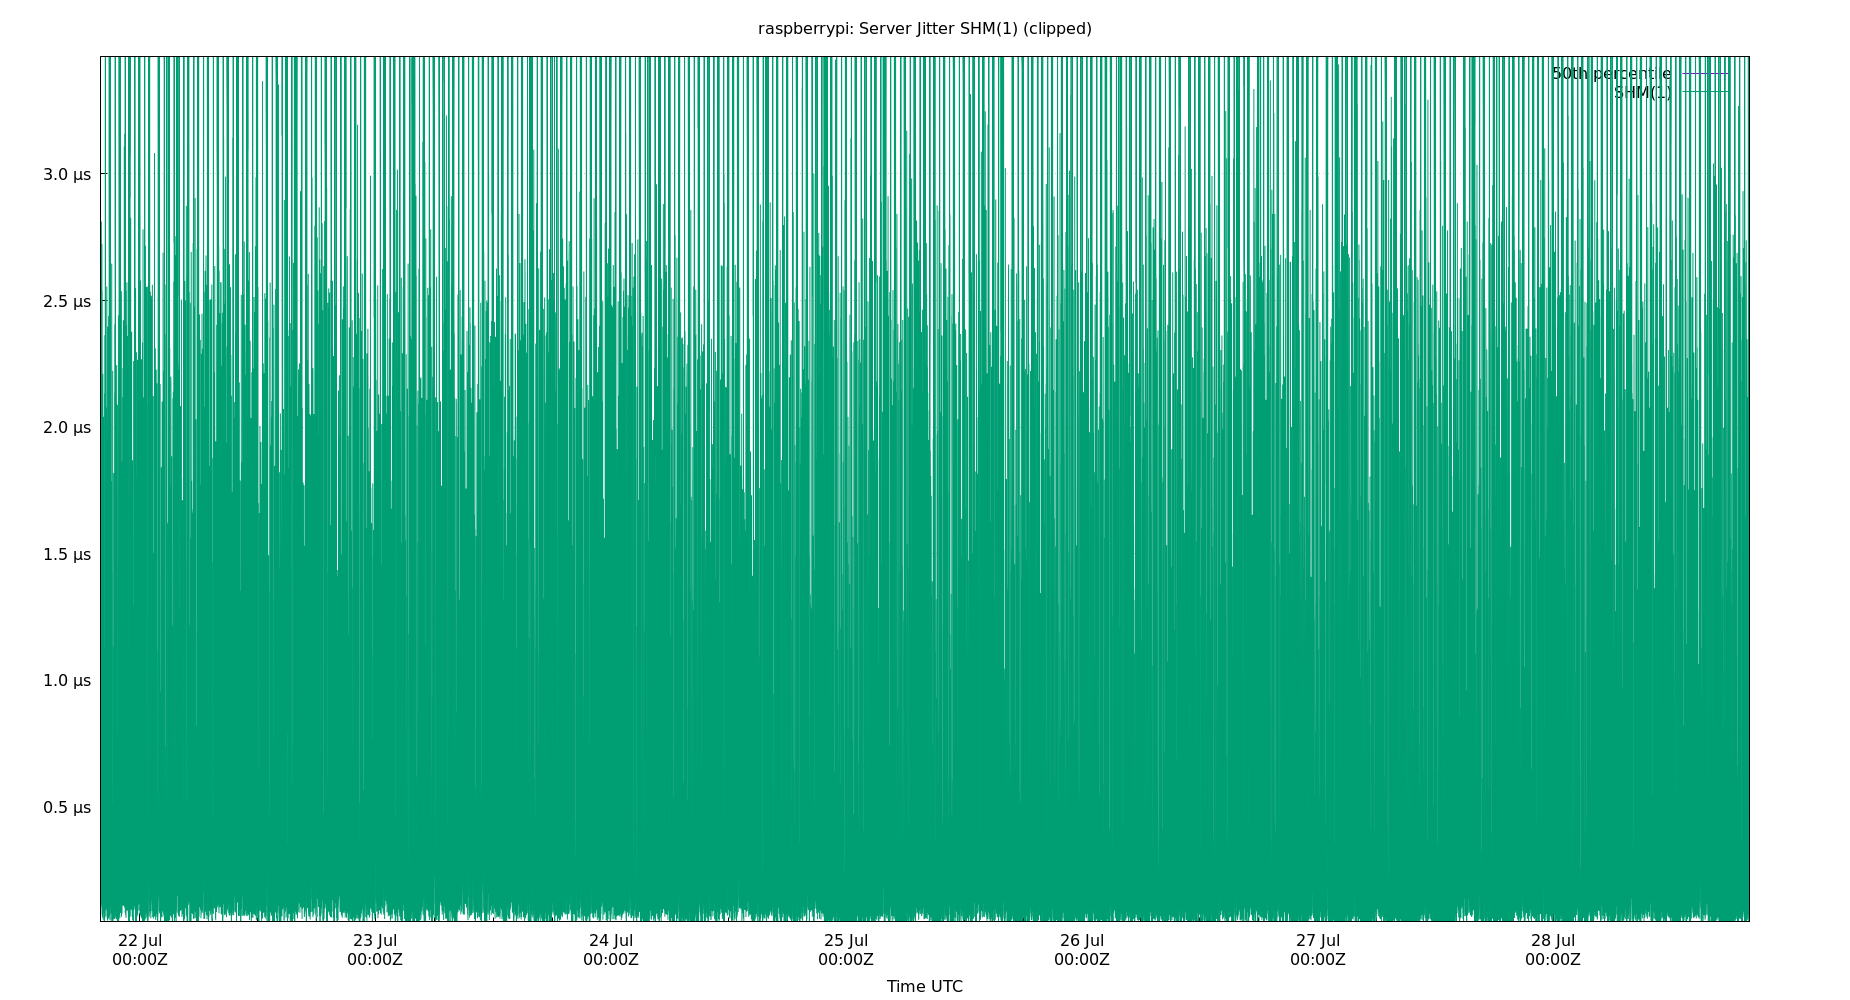 raspberrypi: Server Jitter SHM(1) (clipped)
50th percentile
SHM(1)
3.0 µs
2.5 µs
2.0 µs
1.5 µs
1.0 µs
0.5 µs
22 Jul 23 Jul 24 Jul 25 Jul 26 Jul 27 Jul 28 Jul
00:00Z 00:00Z 00:00Z 00:00Z 00:00Z 00:00Z 00:00Z
Time UTC